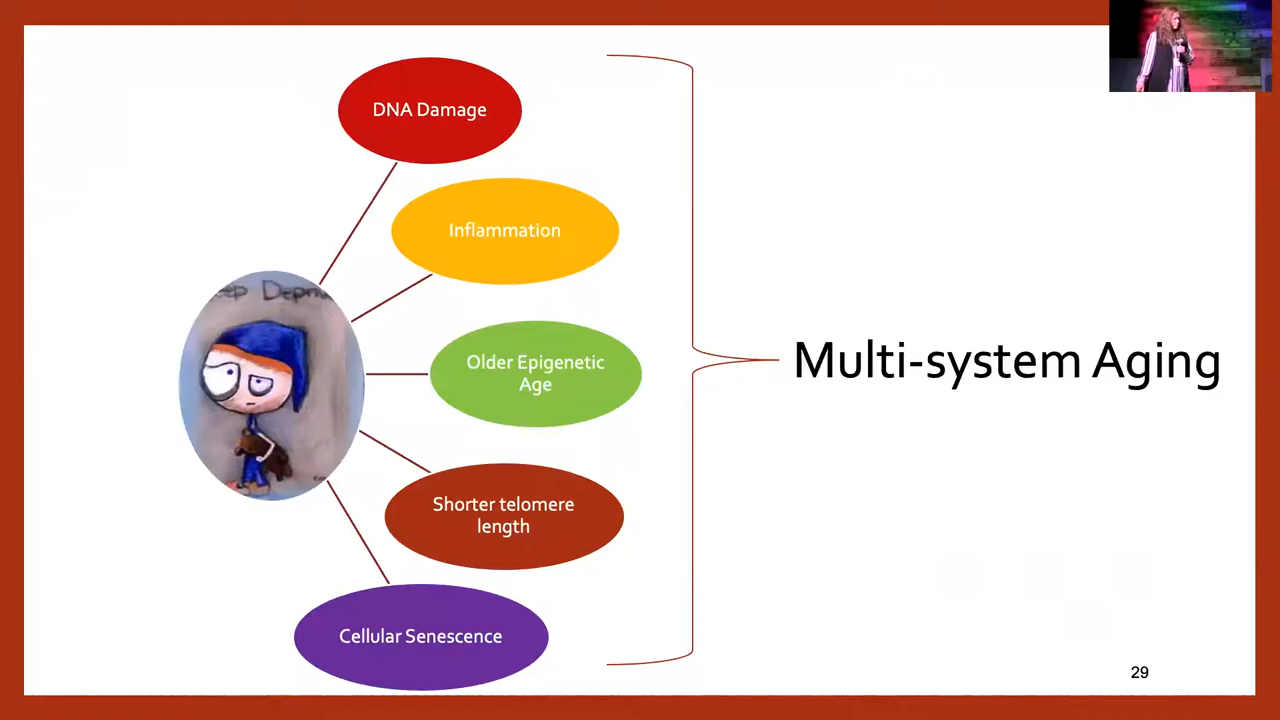 DNA Damage
Inflammation
Older Epigenetic
Age
Shorter telomere
length
Cellular Senescence
Multi-system Aging
29